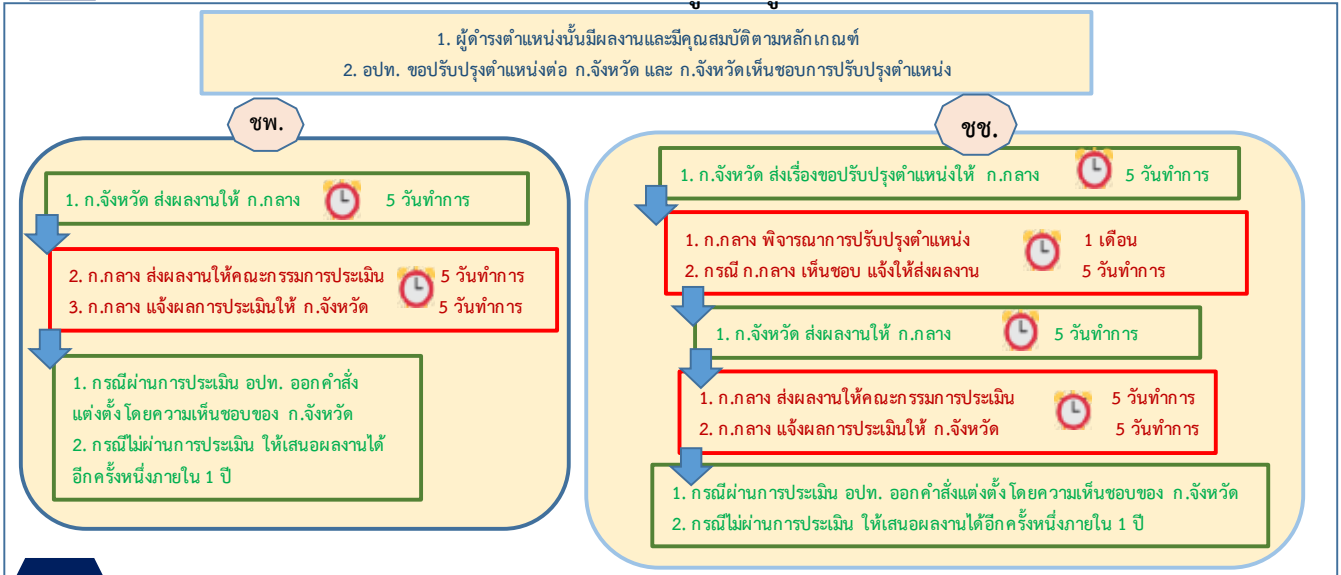 1. ผู้ดำรงตำแหน่งนั้นมีผลงานและมีคุณสมบัติตามหลักเกณฑ์
2. อปท. ขอปรับปรุงตำแหน่งต่อ ก.จังหวัด และ ก.จังหวัดเห็นชอบการปรับปรุงตำแหน่ง
ชพ.
1. ก.จังหวัด ส่งผลงานให้ ก.กลาง 5 วันทำการ
2. ก.กลาง ส่งผลงานให้คณะกรรมการประเมิน 5 วันทำการ
3. ก.กลาง แจ้งผลการประเมินให้ ก.จังหวัด 5 วันทำการ
1. กรณีผ่านการประเมิน อปท. ออกคำสั่ง
แต่งตั้ง โดยความเห็นชอบของ ก.จังหวัด
2. กรณีไม่ผ่านการประเมิน ให้เสนอผลงานได้
อีกครั้งหนึ่งภายใน 1 ปี
ชช.
1. ก.จังหวัด ส่งเรื่องขอปรับปรุงตำแหน่งให้ ก.กลาง 5 วันทำการ
1. ก.กลาง พิจารณาการปรับปรุงตำแหน่ง 1 เดือน
2. กรณี ก.กลาง เห็นชอบ แจ้งให้ส่งผลงาน 5 วันทำการ
1. ก.จังหวัด ส่งผลงานให้ ก.กลาง 5 วันทำการ
1. ก.กลาง ส่งผลงานให้คณะกรรมการประเมิน 5 วันทำการ
2. ก.กลาง แจ้งผลการประเมินให้ ก.จังหวัด 5 วันทำการ
1. กรณีผ่านการประเมิน อปท. ออกคำสั่งแต่งตั้ง โดยความเห็นชอบของ ก.จังหวัด
2. กรณีไม่ผ่านการประเมิน ให้เสนอผลงานได้อีกครั้งหนึ่งภายใน 1 ปี